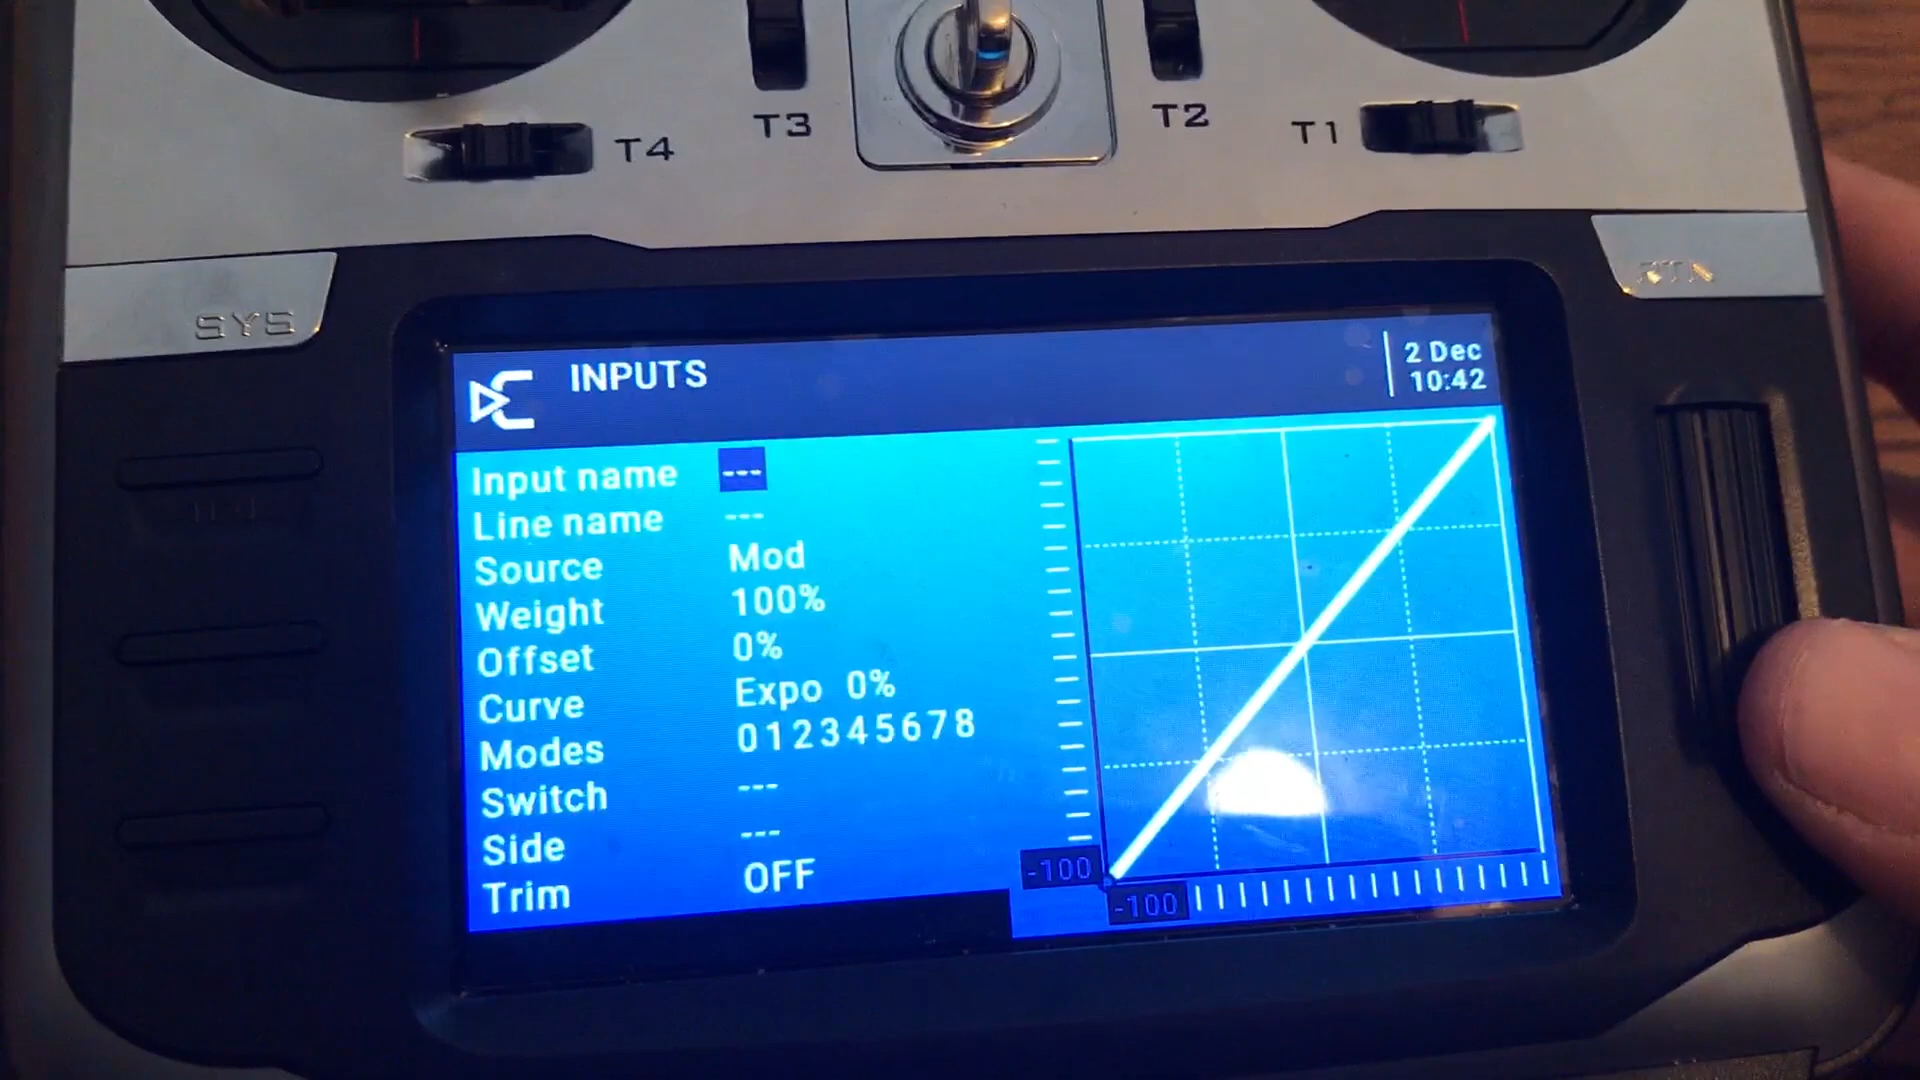 T4
T3
T2
T1
SYS
RTN
INPUTS
2 Dec
10:42
Input name ---
Line name ---
Source Mod
Weight 100%
Offset 0%
Curve Expo 0%
Modes 012345678
Switch ---
Side ---
Trim OFF
-100
-100